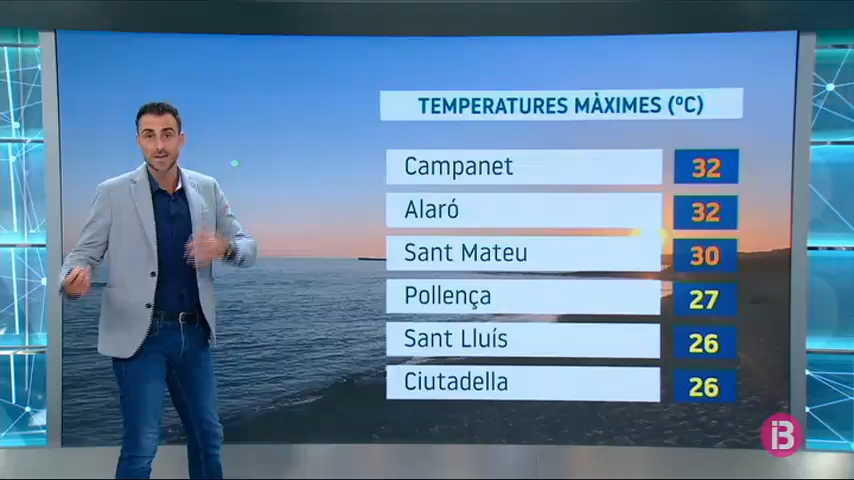 TEMPERATURES MÀXIMES (ºC)
Campanet 32
Alaró 32
Sant Mateu 30
Pollença 27
Sant Lluís 26
Ciutadella 26
iB